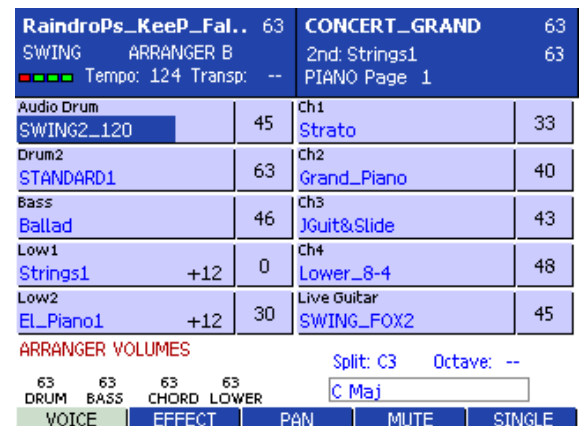 RaindroPs_KeeP_Fal.. 63
SWING ARRANGER B
Tempo: 124 Transp: --
CONCERT_GRAND 63
2nd: Strings1 63
PIANO Page 1
Audio Drum
SWING2_120 45
Drum2
STANDARD1 63
Bass
Ballad 46
Low1
Strings1 +12 0
Low2
El_Piano1 +12 30
Ch1
Strato 33
Ch2
Grand_Piano 40
Ch3
JGuit&Slide 43
Ch4
Lower_8-4 48
Live Guitar
SWING_FOX2 45
ARRANGER VOLUMES
63 63 63 63
DRUM BASS CHORD LOWER
Split: C3 Octave: --
C Maj
VOICE EFFECT PAN MUTE SINGLE